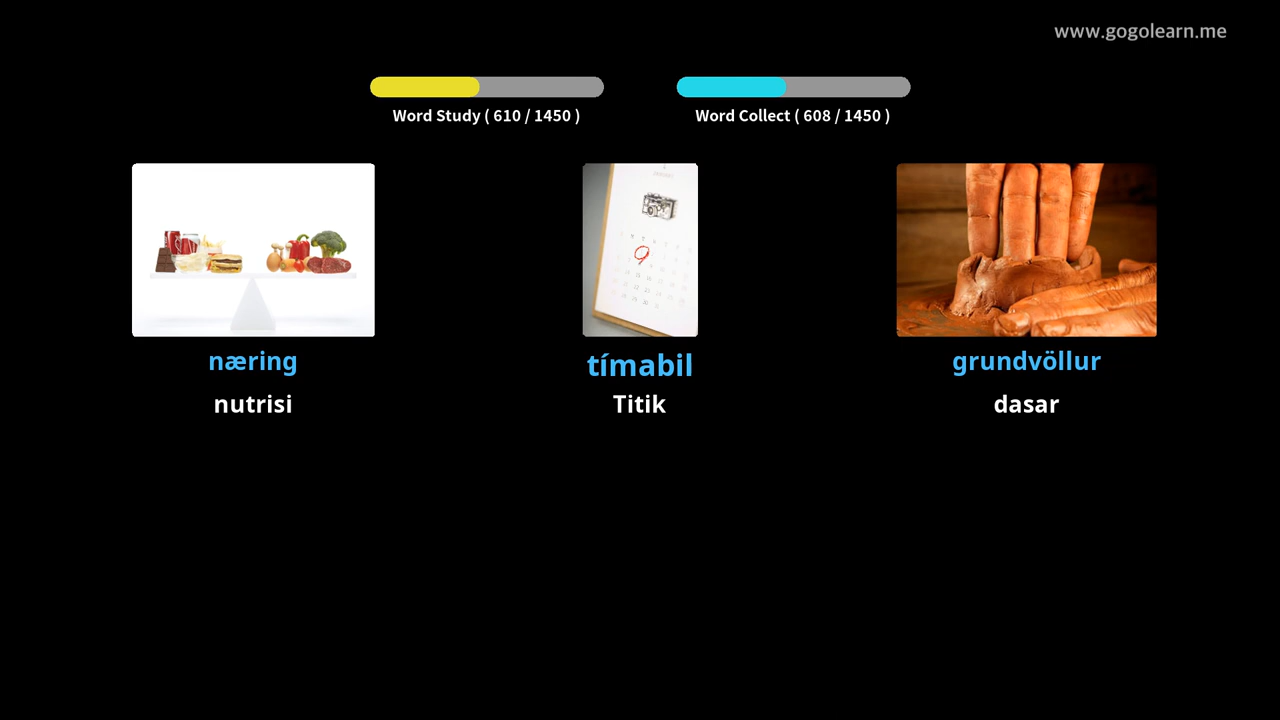 www.gogolearn.me
Word Study ( 610 / 1450 )
Word Collect ( 608 / 1450 )
næring
tímabil
grundvöllur
nutrisi
Titik
dasar